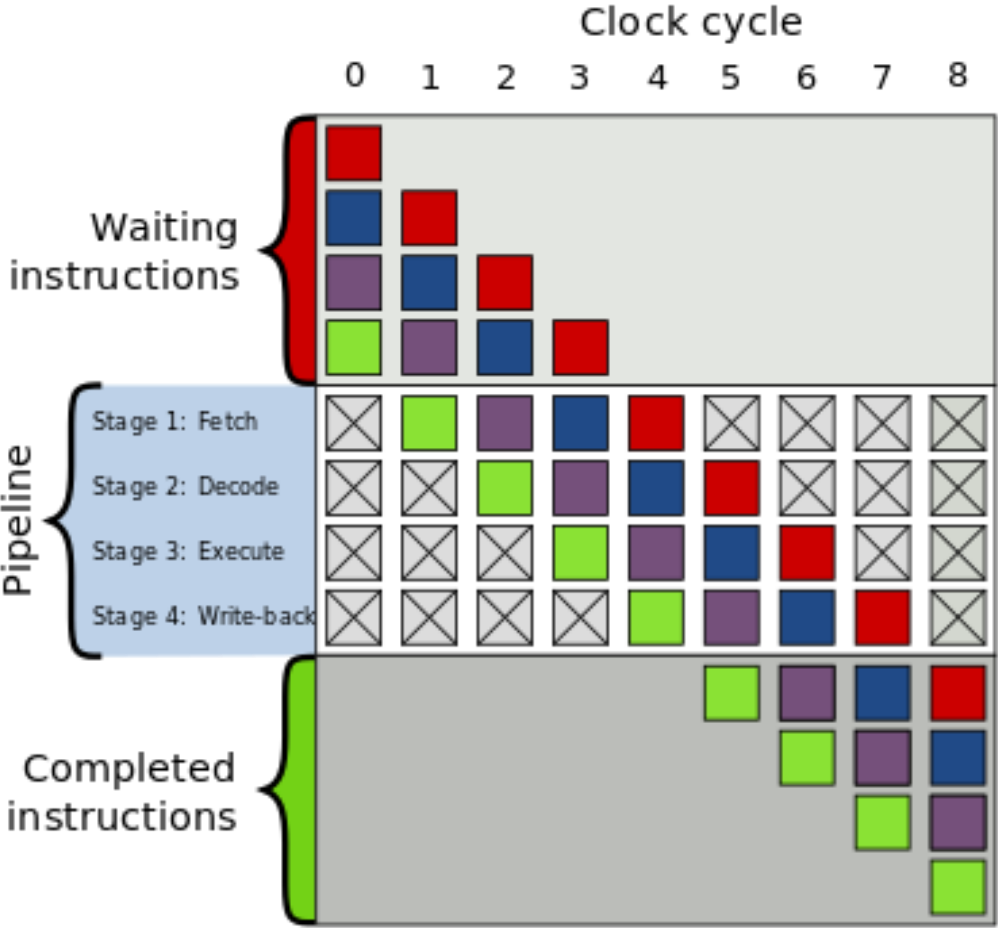 Clock cycle
0 1 2 3 4 5 6 7 8
Waiting
instructions
Pipeline
Stage 1: Fetch
Stage 2: Decode
Stage 3: Execute
Stage 4: Write-back
Completed
instructions